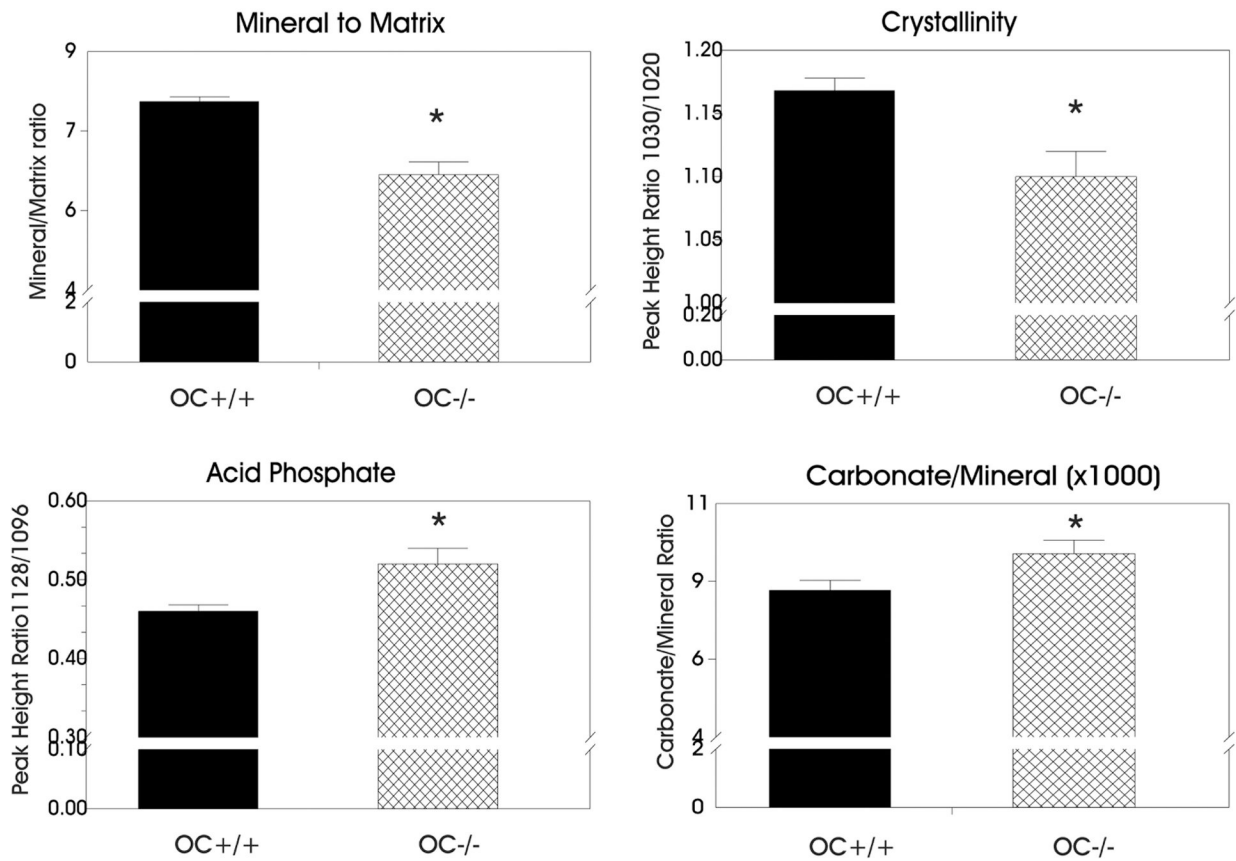 Mineral to Matrix
Mineral/Matrix ratio
9
7
6
4
2
0
*
OC+/+
OC-/-
Crystallinity
Peak Height Ratio 1030/1020
1.20
1.15
1.10
1.05
1.00
0.20
0.00
*
OC+/+
OC-/-
Acid Phosphate
Peak Height Ratio1128/1096
0.60
0.50
0.40
0.30
0.10
0.00
*
OC+/+
OC-/-
Carbonate/Mineral (x1000)
Carbonate/Mineral Ratio
11
9
6
4
2
0
*
OC+/+
OC-/-